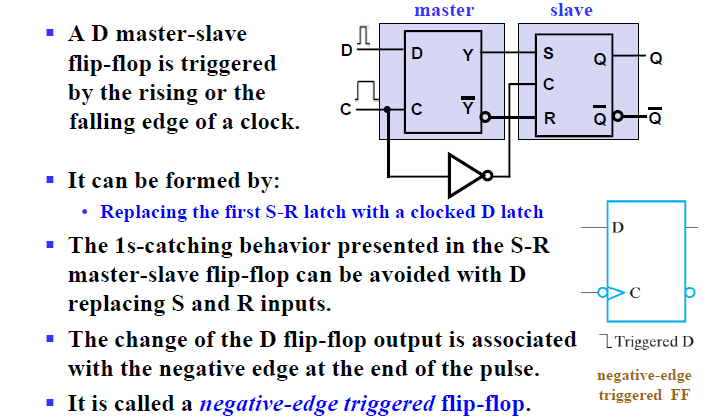 master slave
▪ A D master-slave
flip-flop is triggered
by the rising or the
falling edge of a clock.
D D Y S Q Q
C
C C Y̅ R Q̅ Q̅
▪ It can be formed by:
• Replacing the first S-R latch with a clocked D latch
▪ The 1s-catching behavior presented in the S-R
master-slave flip-flop can be avoided with D
replacing S and R inputs.
▪ The change of the D flip-flop output is associated
with the negative edge at the end of the pulse.
▪ It is called a negative-edge triggered flip-flop.
D
C
Triggered D
negative-edge
triggered FF